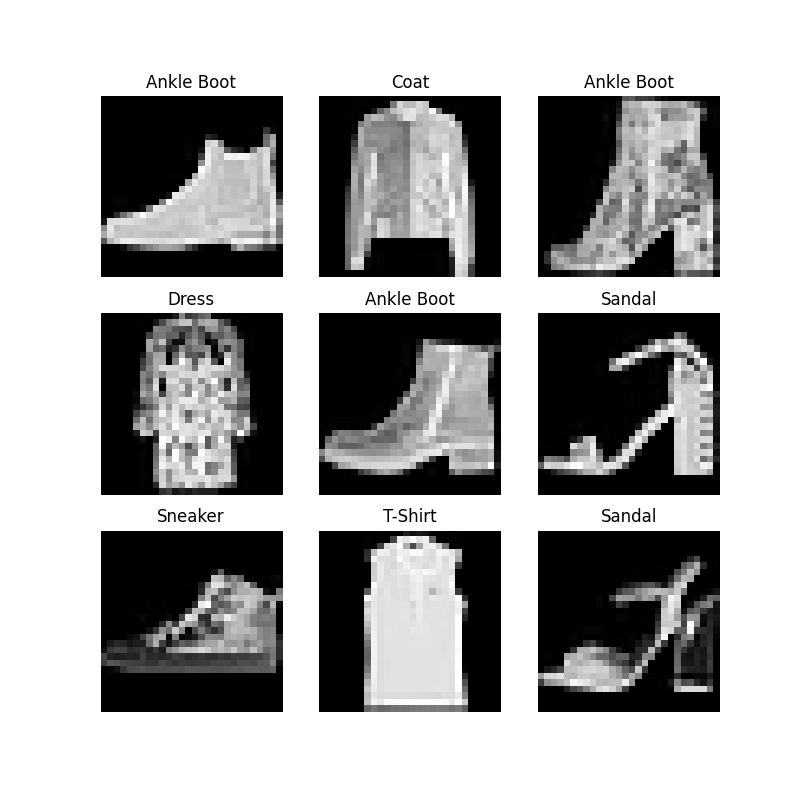 Ankle Boot
Coat
Ankle Boot
Dress
Ankle Boot
Sandal
Sneaker
T-Shirt
Sandal